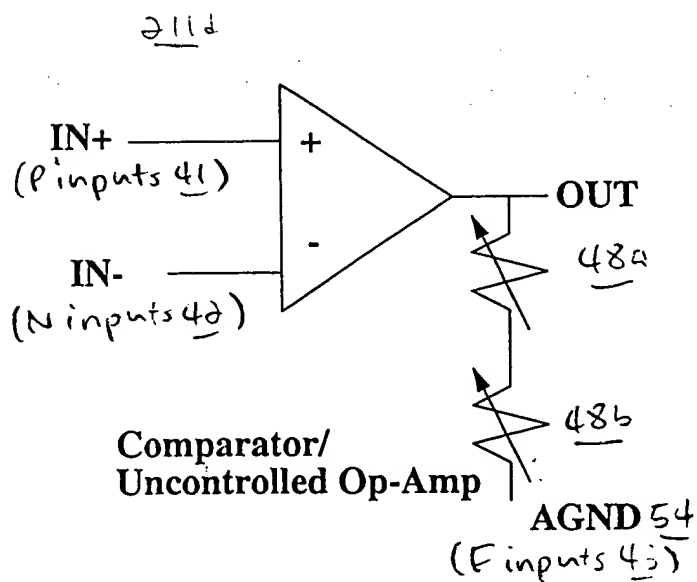 211d
IN+
(P inputs 41)
+
OUT
-
48a
IN-
(N inputs 42)
48b
Comparator/
Uncontrolled Op-Amp
AGND 54
(F inputs 43)